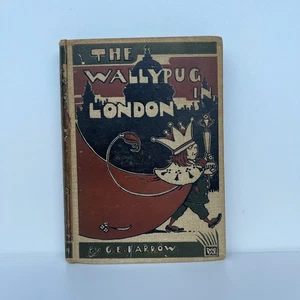 THE
WALLYPUG
IN
LONDON
BY G.E. FARROW.